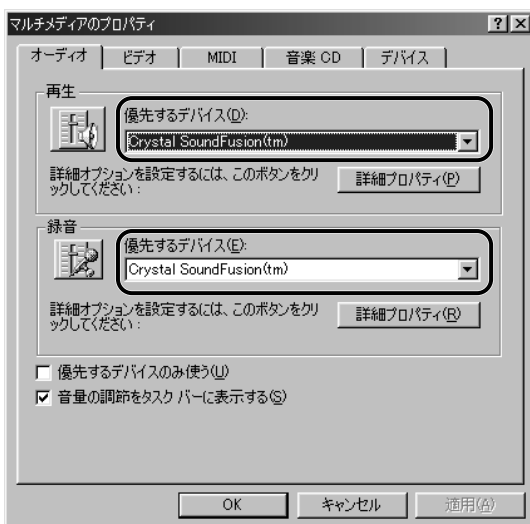 マルチメディアのプロパティ
オーディオ ビデオ MIDI 音楽 CD デバイス
再生
優先するデバイス(D):
Crystal SoundFusion(tm)
詳細オプションを設定するには、このボタンをクリ
ックしてください:
詳細プロパティ(P)
録音
優先するデバイス(E):
Crystal SoundFusion(tm)
詳細オプションを設定するには、このボタンをクリ
ックしてください:
詳細プロパティ(R)
優先するデバイスのみ使う(U)
音量の調節をタスク バーに表示する(S)
OK キャンセル 適用(A)